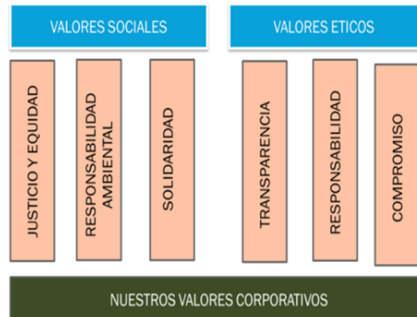 VALORES SOCIALES
VALORES ETICOS
JUSTICIO Y EQUIDAD
RESPONSABILIDAD
AMBIENTAL
SOLIDARIDAD
TRANSPARENCIA
RESPONSABILIDAD
COMPROMISO
NUESTROS VALORES CORPORATIVOS